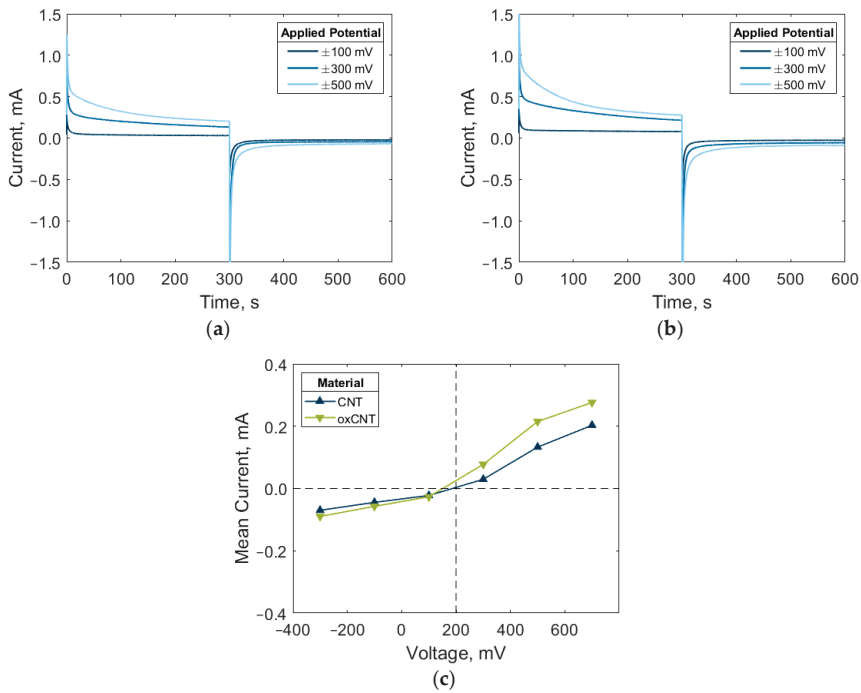 Applied Potential
±100 mV
±300 mV
±500 mV
1.5
1.0
0.5
0.0
−0.5
−1.0
−1.5
Current, mA
0 100 200 300 400 500 600
Time, s
(a)
Applied Potential
±100 mV
±300 mV
±500 mV
1.5
1.0
0.5
0.0
−0.5
−1.0
−1.5
Current, mA
0 100 200 300 400 500 600
Time, s
(b)
Material
CNT
oxCNT
0.4
0.2
0.0
−0.2
−0.4
Mean Current, mA
−400 −200 0 200 400 600
Voltage, mV
(c)